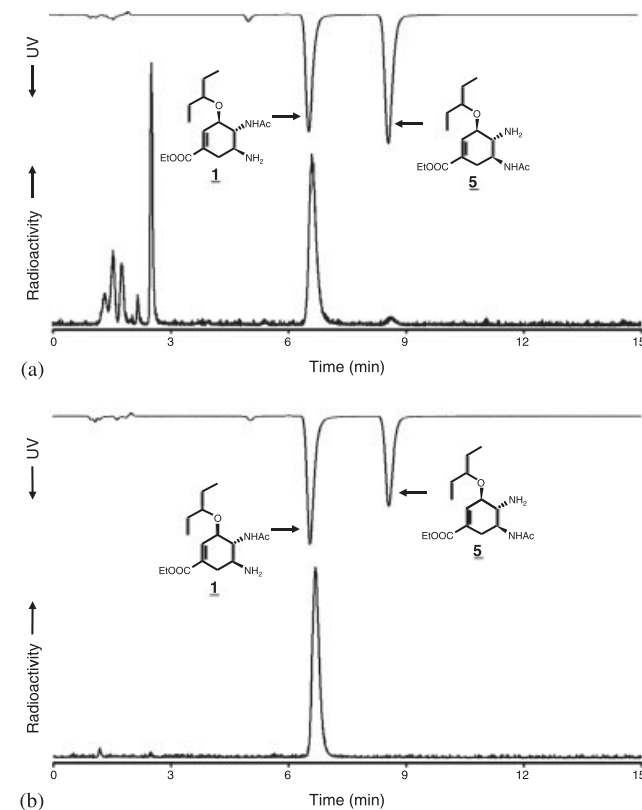 UV
O
NHAc
EtOOC
NH2
1
O
NH2
EtOOC
NHAc
5
Radioactivity
0 3 6 9 12 15
Time (min)
(a)
UV
O
NHAc
EtOOC
NH2
1
O
NH2
EtOOC
NHAc
5
Radioactivity
0 3 6 9 12 15
Time (min)
(b)